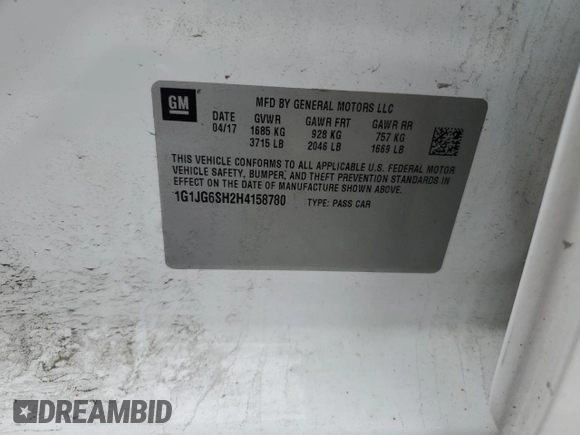 GM
MFD BY GENERAL MOTORS LLC
DATE GVWR GAWR FRT GAWR RR
04/17 1685 KG 928 KG 757 KG
3715 LB 2046 LB 1669 LB
THIS VEHICLE CONFORMS TO ALL APPLICABLE U.S. FEDERAL MOTOR
VEHICLE SAFETY, BUMPER, AND THEFT PREVENTION STANDARDS IN
EFFECT ON THE DATE OF MANUFACTURE SHOWN ABOVE.
1G1JG6SH2H4158780 TYPE: PASS CAR
DREAMBID